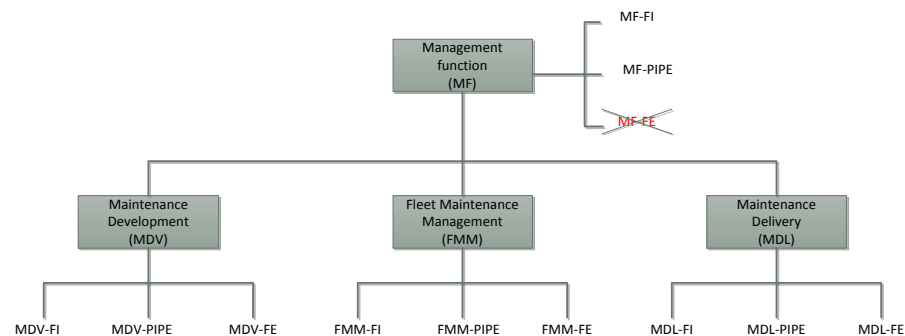 MF-FI
Management
function
(MF)
MF-PIPE
MF-FE
Maintenance
Development
(MDV)
Fleet Maintenance
Management
(FMM)
Maintenance
Delivery
(MDL)
MDV-FI
MDV-PIPE
MDV-FE
FMM-FI
FMM-PIPE
FMM-FE
MDL-FI
MDL-PIPE
MDL-FE